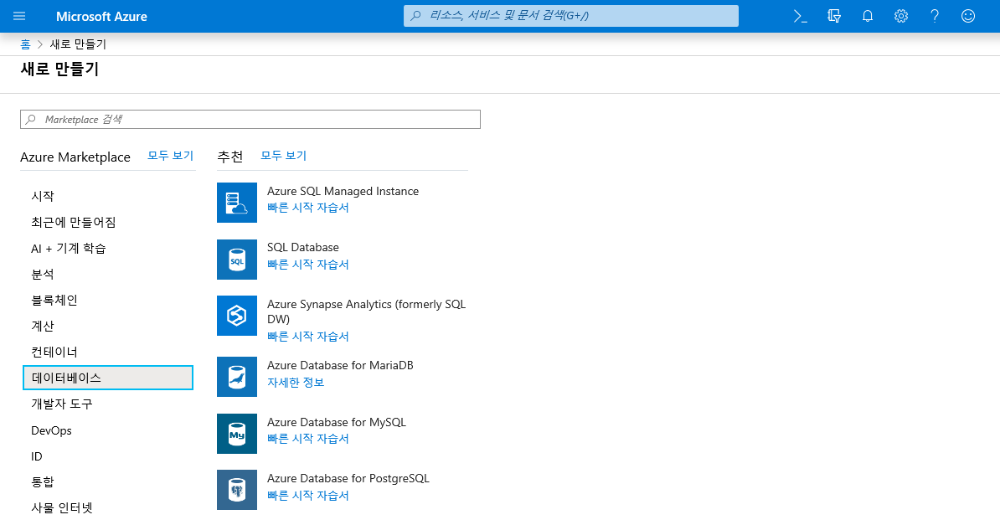 Microsoft Azure
리소스, 서비스 및 문서 검색(G+/)
홈 > 새로 만들기
새로 만들기
Marketplace 검색
Azure Marketplace 모두 보기
시작
최근에 만들어짐
AI + 기계 학습
분석
블록체인
계산
컨테이너
데이터베이스
개발자 도구
DevOps
ID
통합
사물 인터넷
추천 모두 보기
Azure SQL Managed Instance
빠른 시작 자습서
SQL
SQL Database
빠른 시작 자습서
Azure Synapse Analytics (formerly SQL
DW)
빠른 시작 자습서
Azure Database for MariaDB
자세한 정보
My
Azure Database for MySQL
빠른 시작 자습서
Azure Database for PostgreSQL
빠른 시작 자습서